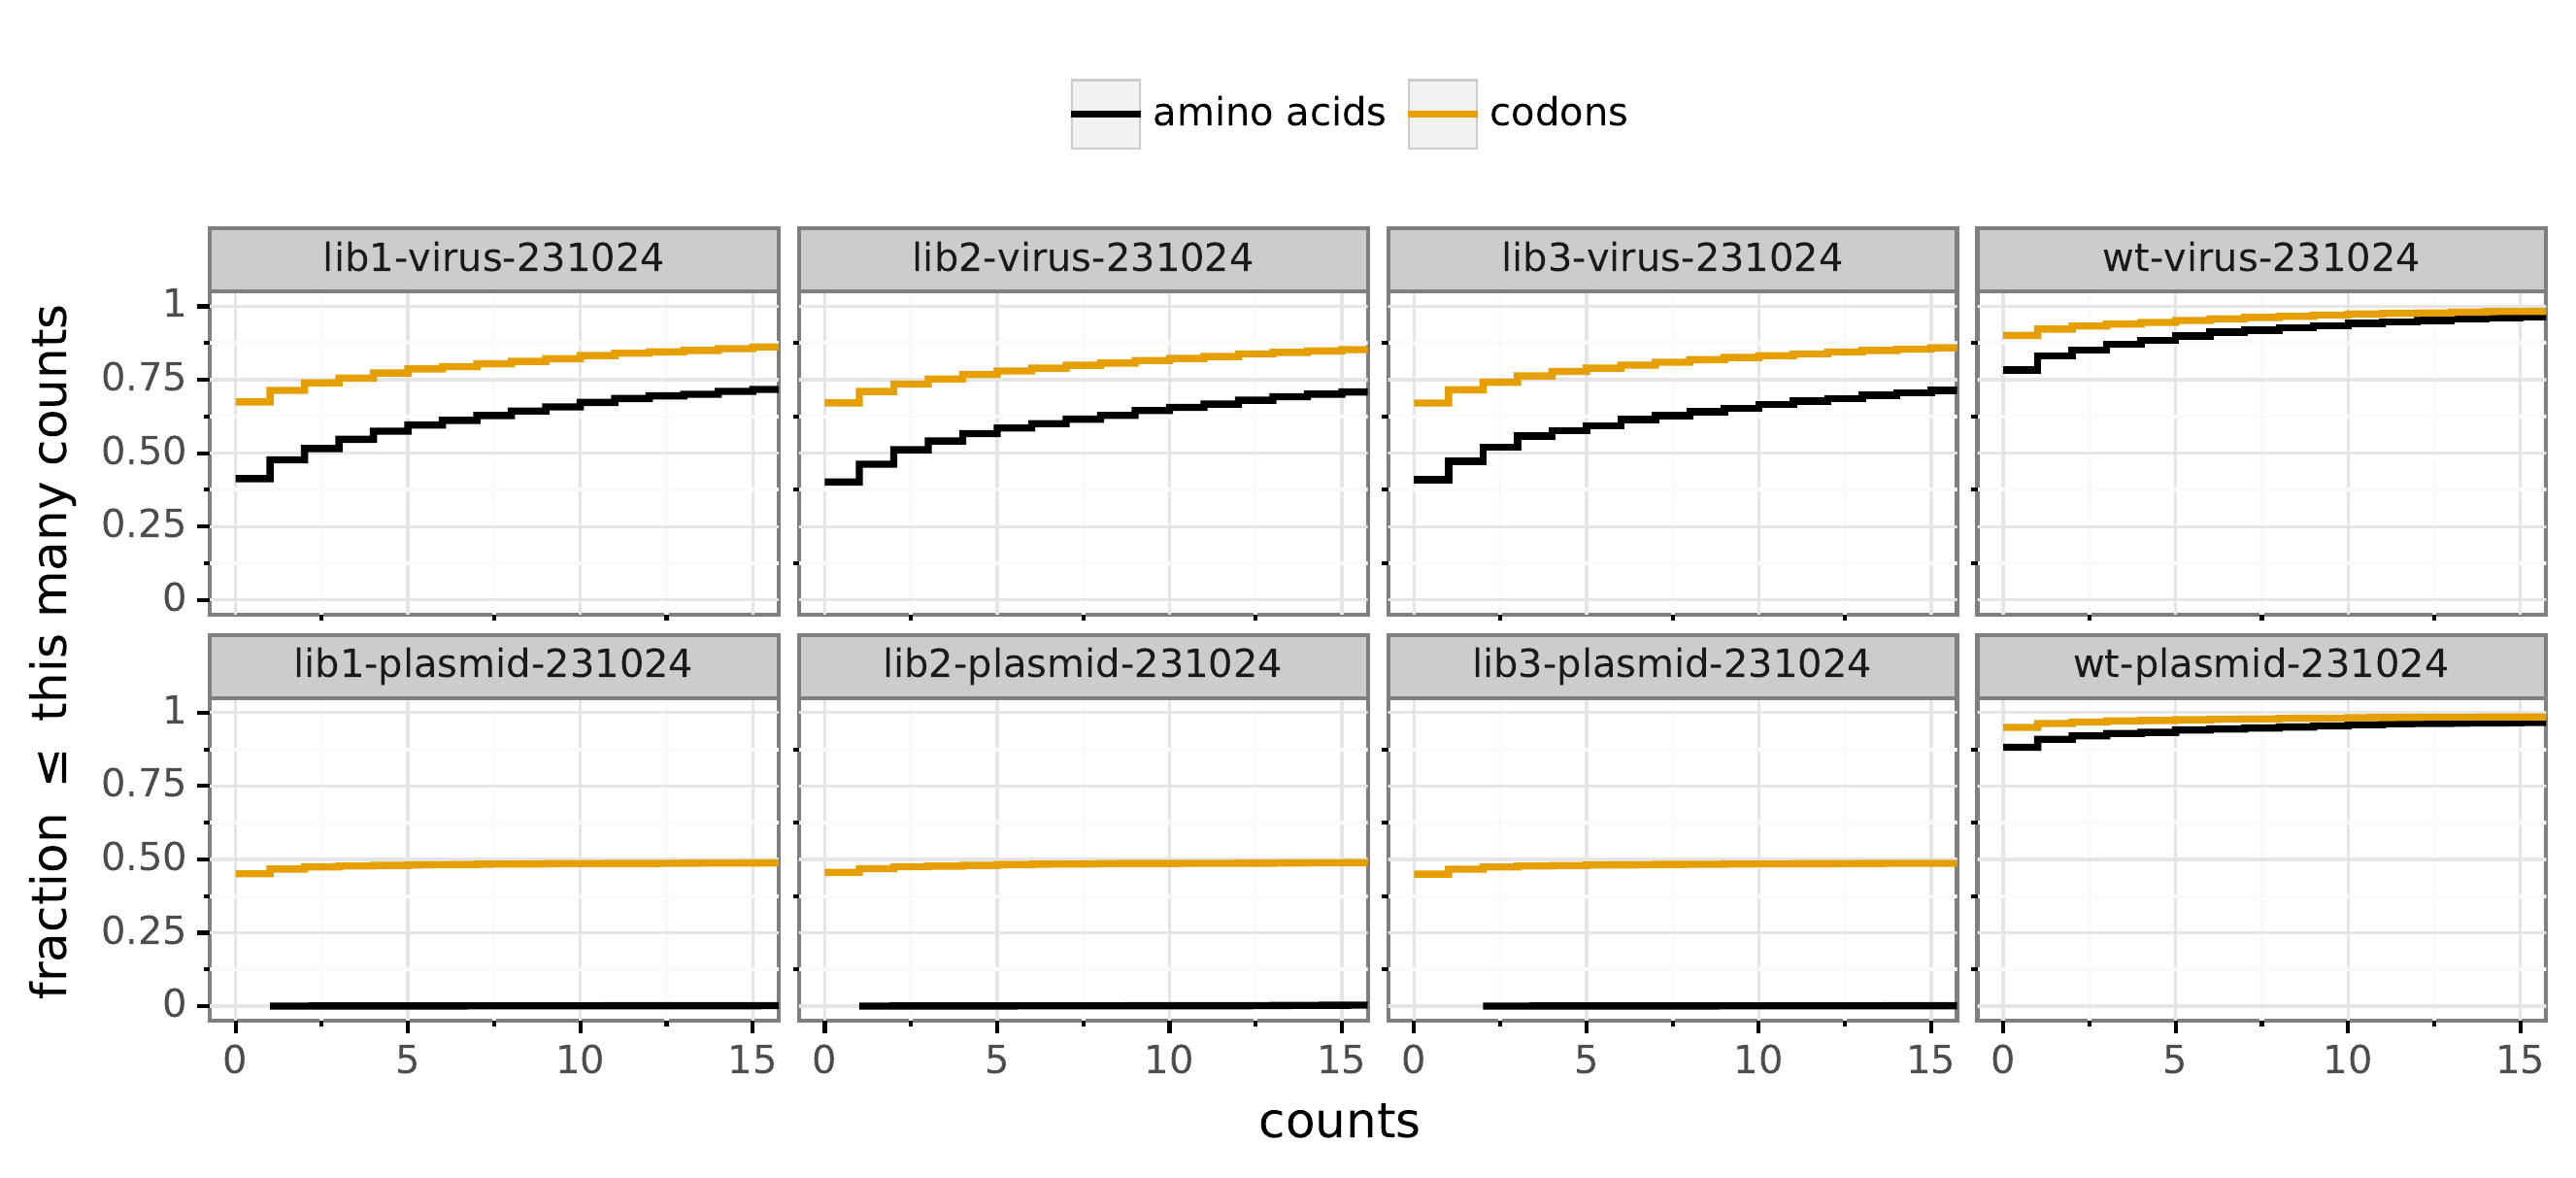 amino acids codons
lib1-virus-231024 lib2-virus-231024 lib3-virus-231024 wt-virus-231024
1
0.75
0.50
0.25
0
lib1-plasmid-231024 lib2-plasmid-231024 lib3-plasmid-231024 wt-plasmid-231024
1
0.75
0.50
0.25
0
0 5 10 15 0 5 10 15 0 5 10 15 0 5 10 15
counts
fraction ≤ this many counts